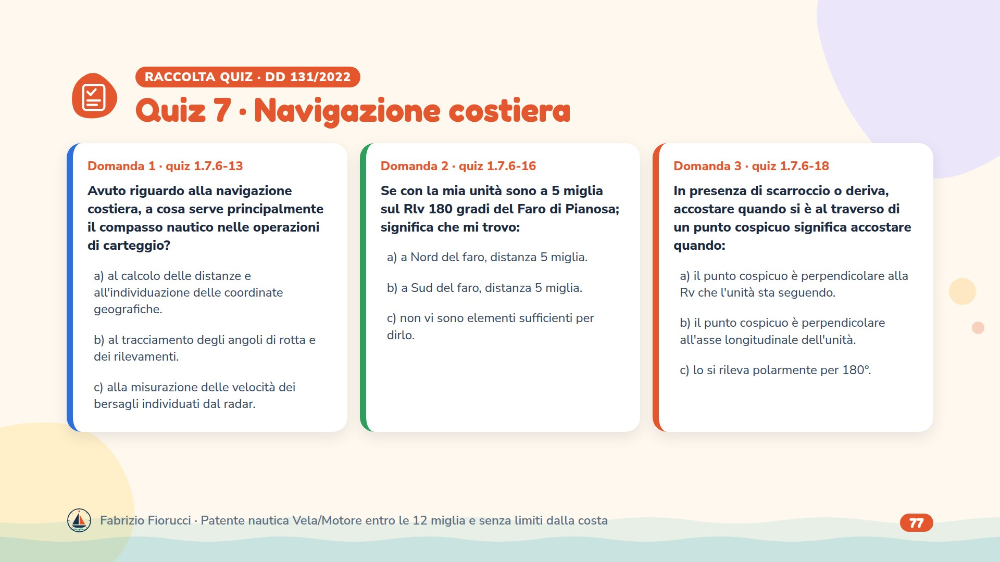 RACCOLTA QUIZ · DD 131/2022
Quiz 7 · Navigazione costiera
Domanda 1 · quiz 1.7.6-13
Avuto riguardo alla navigazione
costiera, a cosa serve principalmente
il compasso nautico nelle operazioni
di carteggio?
a) al calcolo delle distanze e
all'individuazione delle coordinate
geografiche.
b) al tracciamento degli angoli di rotta e
dei rilevamenti.
c) alla misurazione delle velocità dei
bersagli individuati dal radar.
Domanda 2 · quiz 1.7.6-16
Se con la mia unità sono a 5 miglia
sul Rlv 180 gradi del Faro di Pianosa;
significa che mi trovo:
a) a Nord del faro, distanza 5 miglia.
b) a Sud del faro, distanza 5 miglia.
c) non vi sono elementi sufficienti per
dirlo.
Domanda 3 · quiz 1.7.6-18
In presenza di scarroccio o deriva,
accostare quando si è al traverso di
un punto cospicuo significa accostare
quando:
a) il punto cospicuo è perpendicolare alla
Rv che l'unità sta seguendo.
b) il punto cospicuo è perpendicolare
all'asse longitudinale dell'unità.
c) lo si rileva polarmente per 180°.
Fabrizio Fiorucci · Patente nautica Vela/Motore entro le 12 miglia e senza limiti dalla costa
77